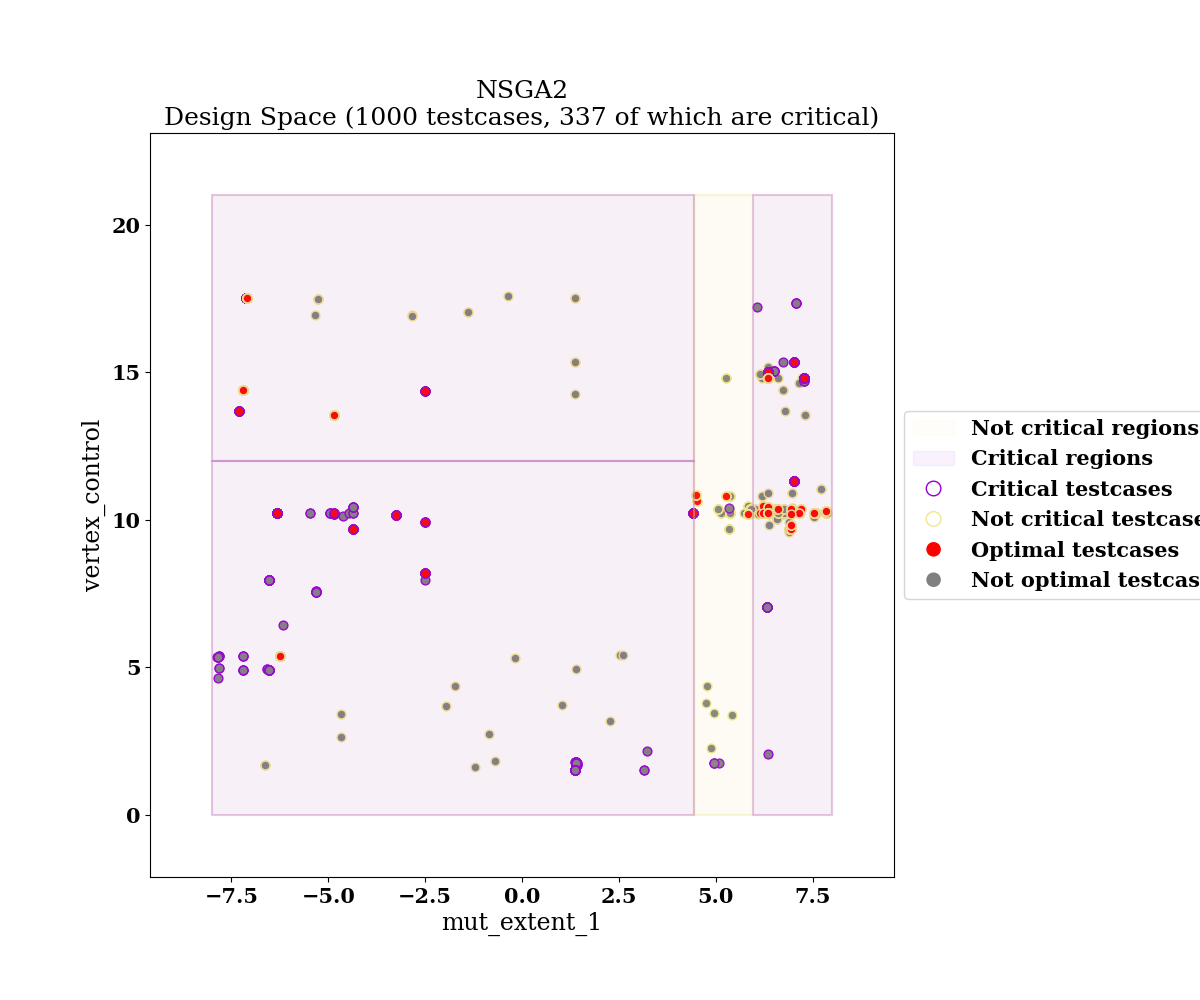 NSGA2
Design Space (1000 testcases, 337 of which are critical)
20
15
10
5
0
vertex_control
−7.5
−5.0
−2.5
0.0
2.5
5.0
7.5
mut_extent_1
Not critical regions
Critical regions
Critical testcases
Not critical testcase
Optimal testcases
Not optimal testcas